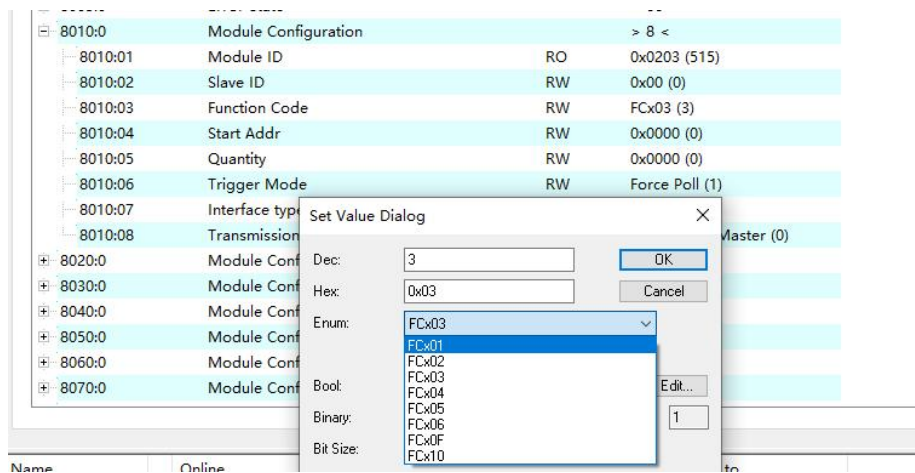 8010:0 Module Configuration > 8 <
8010:01 Module ID RO 0x0203 (515)
8010:02 Slave ID RW 0x00 (0)
8010:03 Function Code RW FCx03 (3)
8010:04 Start Addr RW 0x0000 (0)
8010:05 Quantity RW 0x0000 (0)
8010:06 Trigger Mode RW Force Poll (1)
8010:07 Interface type
8010:08 Transmission Master (0)
8020:0 Module Conf
8030:0 Module Conf
8040:0 Module Conf
8050:0 Module Conf
8060:0 Module Conf
8070:0 Module Conf
Set Value Dialog
Dec: 3 OK
Hex: 0x03 Cancel
Enum: FCx03
FCx01
FCx02
FCx03
FCx04
FCx05
FCx06
FCx0F
FCx10
Bool: Edit...
Binary: 1
Bit Size:
Name Online to